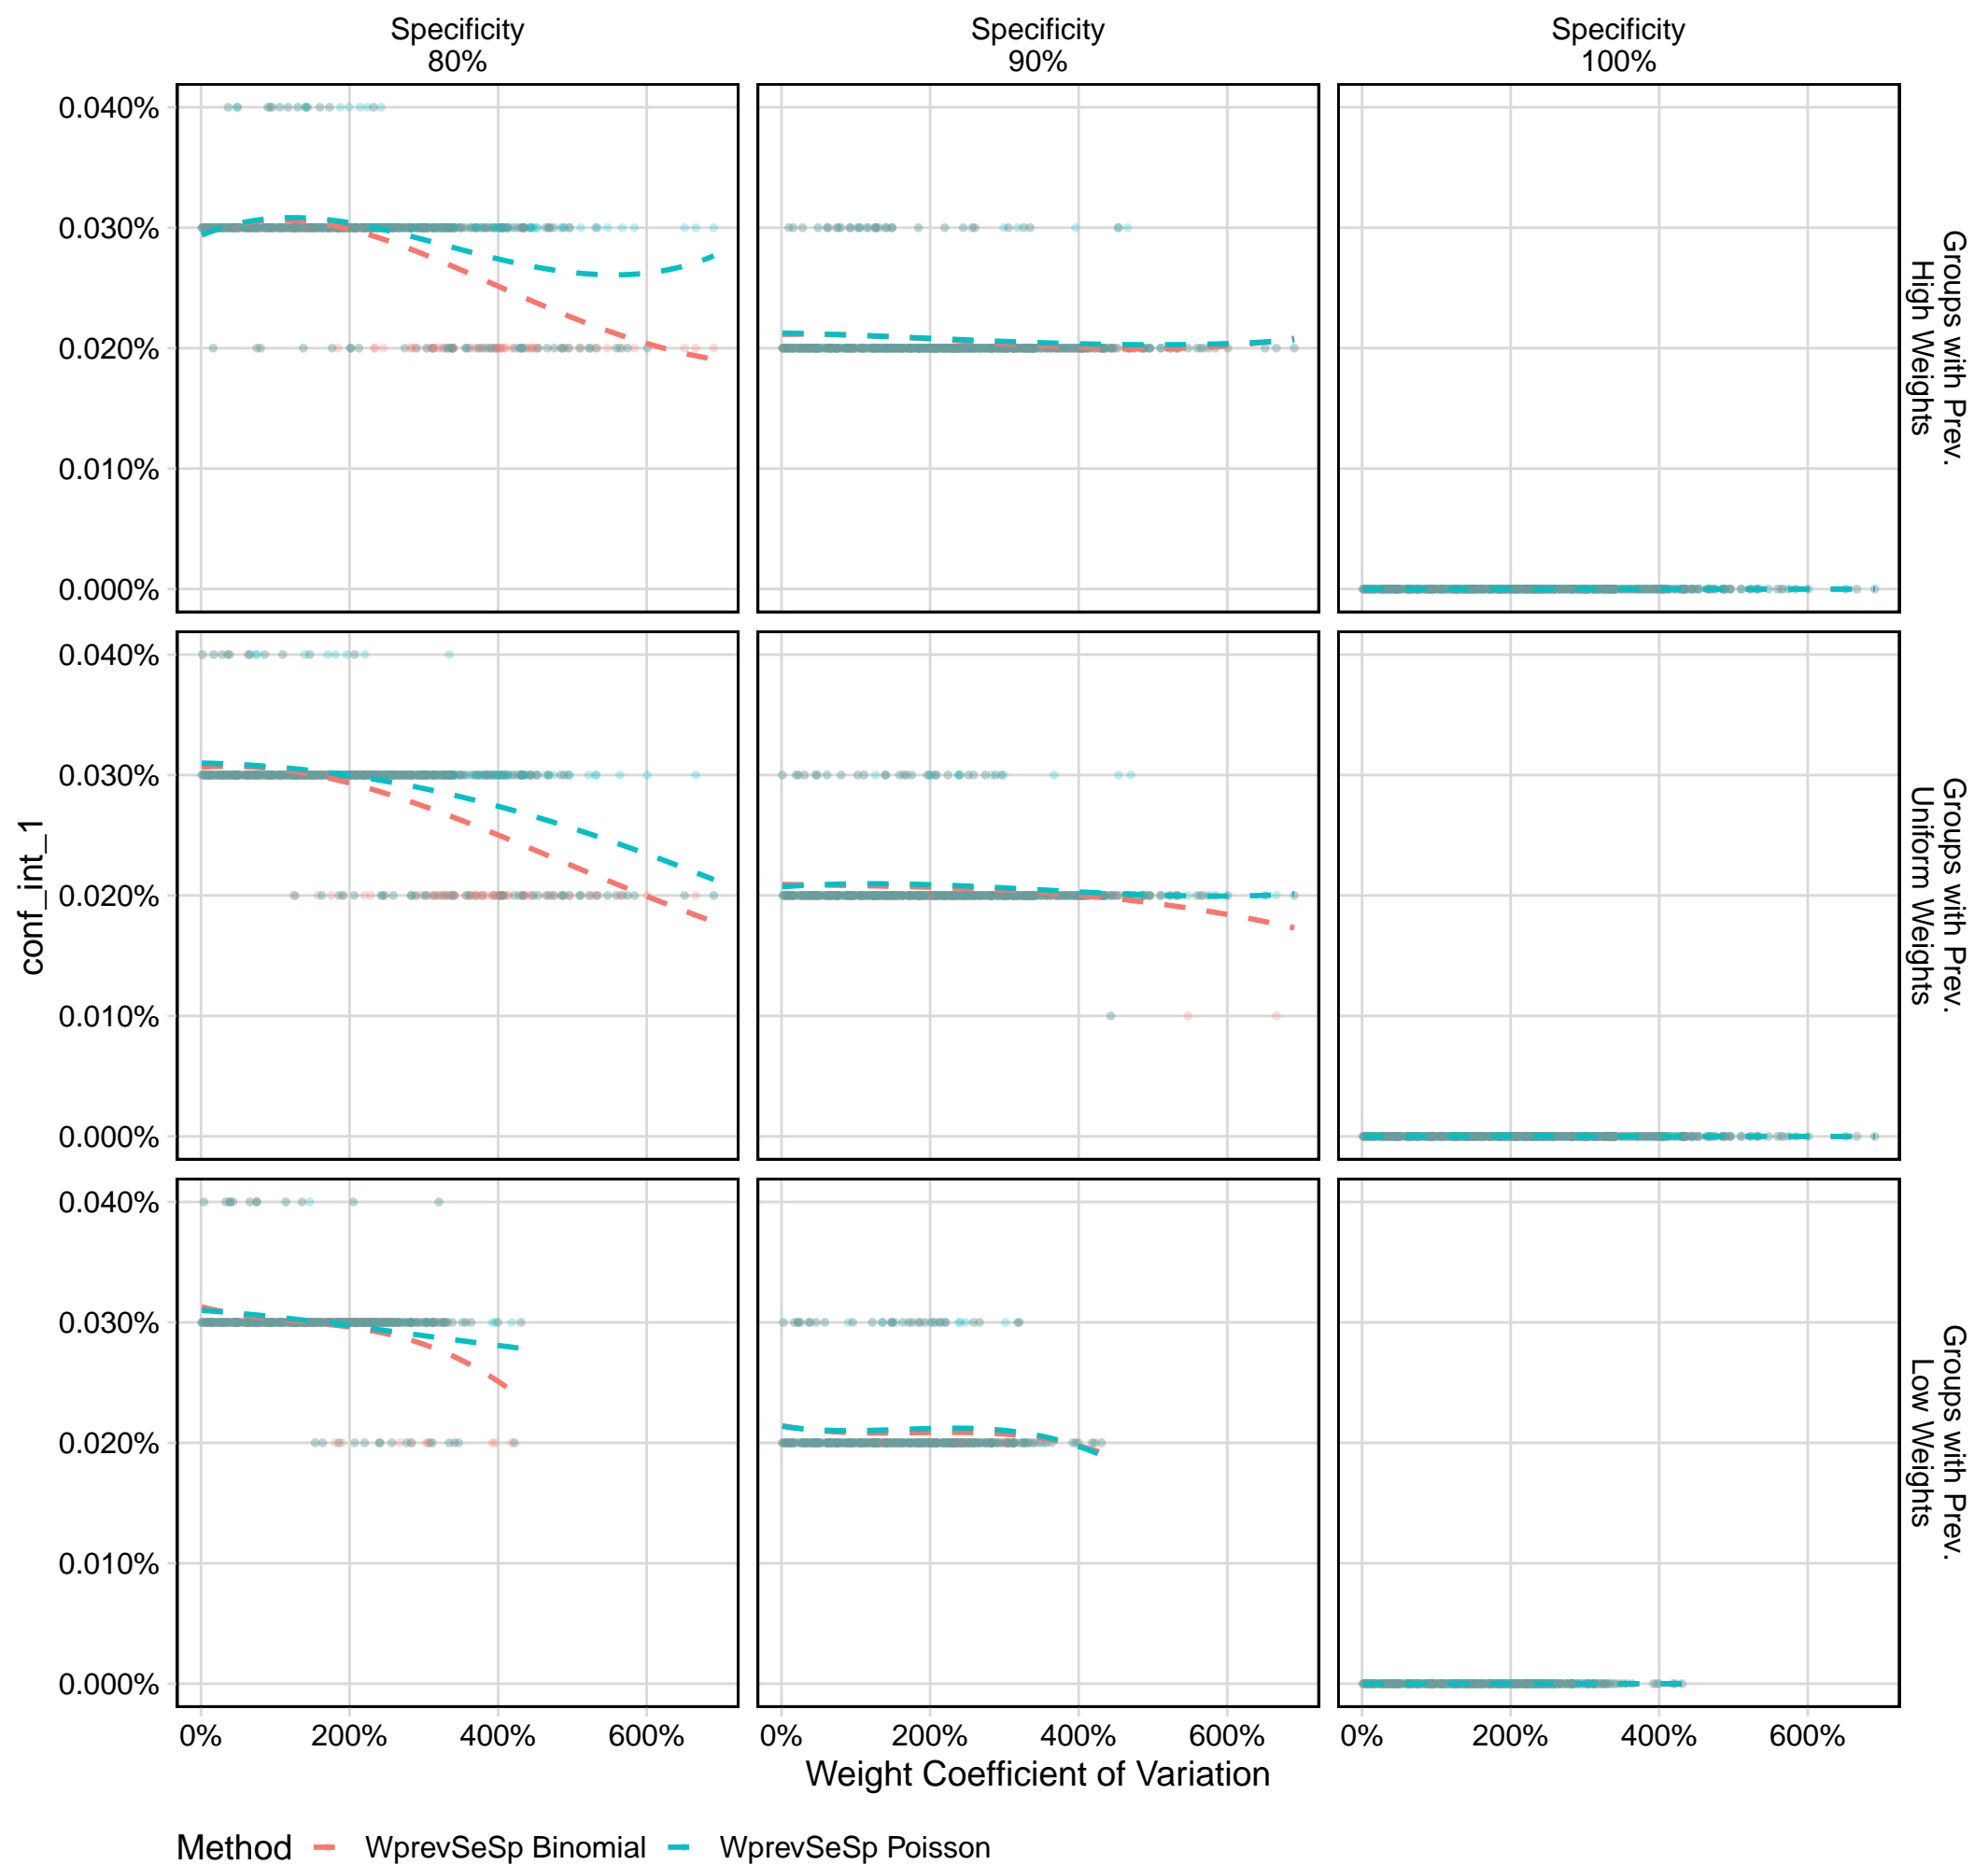 Specificity
80%
Specificity
90%
Specificity
100%
0.040%
0.030%
0.020%
0.010%
0.000%
Groups with Prev.
High Weights
0.040%
0.030%
0.020%
0.010%
0.000%
Groups with Prev.
Uniform Weights
0.040%
0.030%
0.020%
0.010%
0.000%
Groups with Prev.
Low Weights
conf_int_1
0% 200% 400% 600%
0% 200% 400% 600%
0% 200% 400% 600%
Weight Coefficient of Variation
Method WprevSeSp Binomial WprevSeSp Poisson